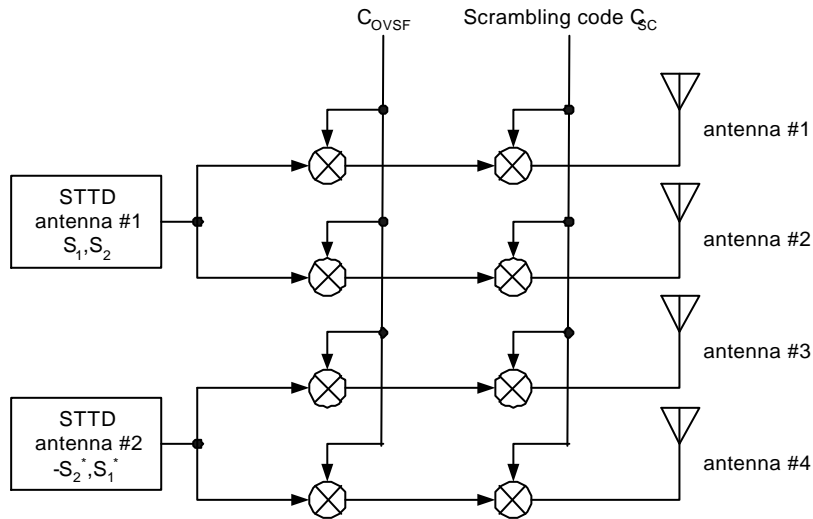 C_OVSF
Scrambling code C_SC
antenna #1
STTD
antenna #1
S_1,S_2
antenna #2
antenna #3
STTD
antenna #2
-S_2^*,S_1^*
antenna #4